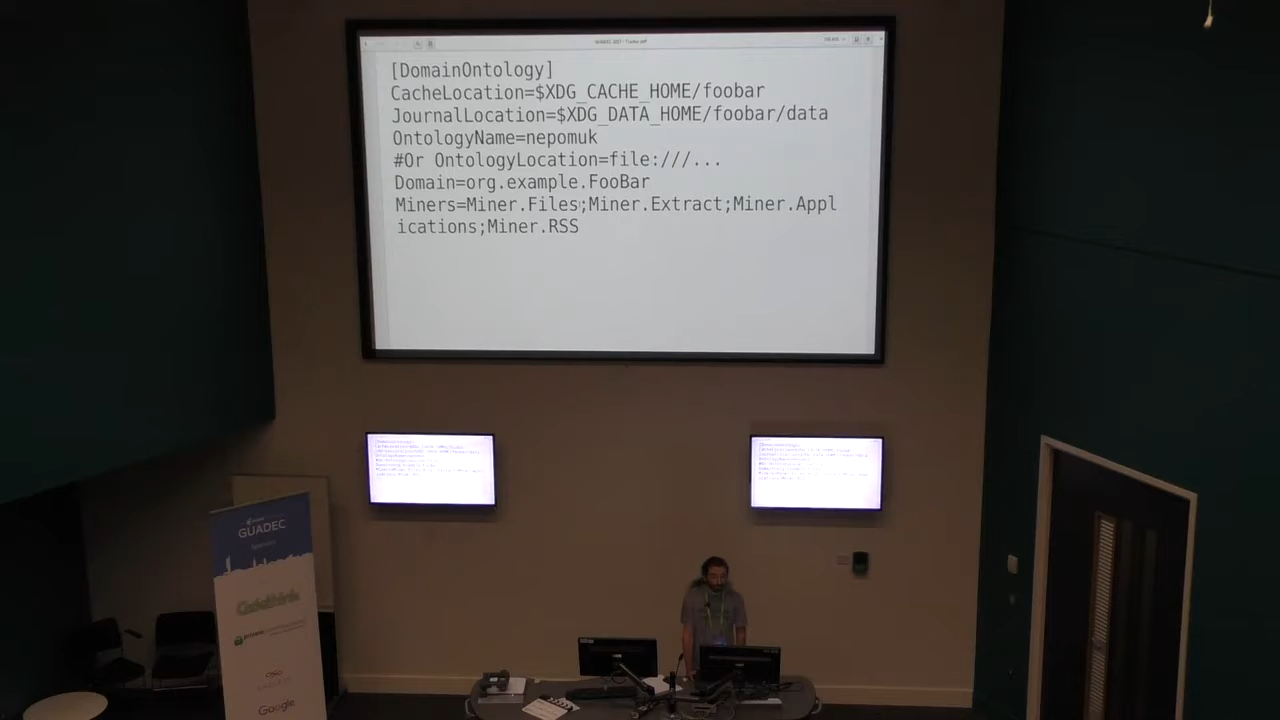 [DomainOntology]
CacheLocation=$XDG_CACHE_HOME/foobar
JournalLocation=$XDG_DATA_HOME/foobar/data
OntologyName=nepomuk
#Or OntologyLocation=file:///...
Domain=org.example.FooBar
Miners=Miner.Files;Miner.Extract;Miner.Appl
ications;Miner.RSS
GUADEC
Codethink
Google